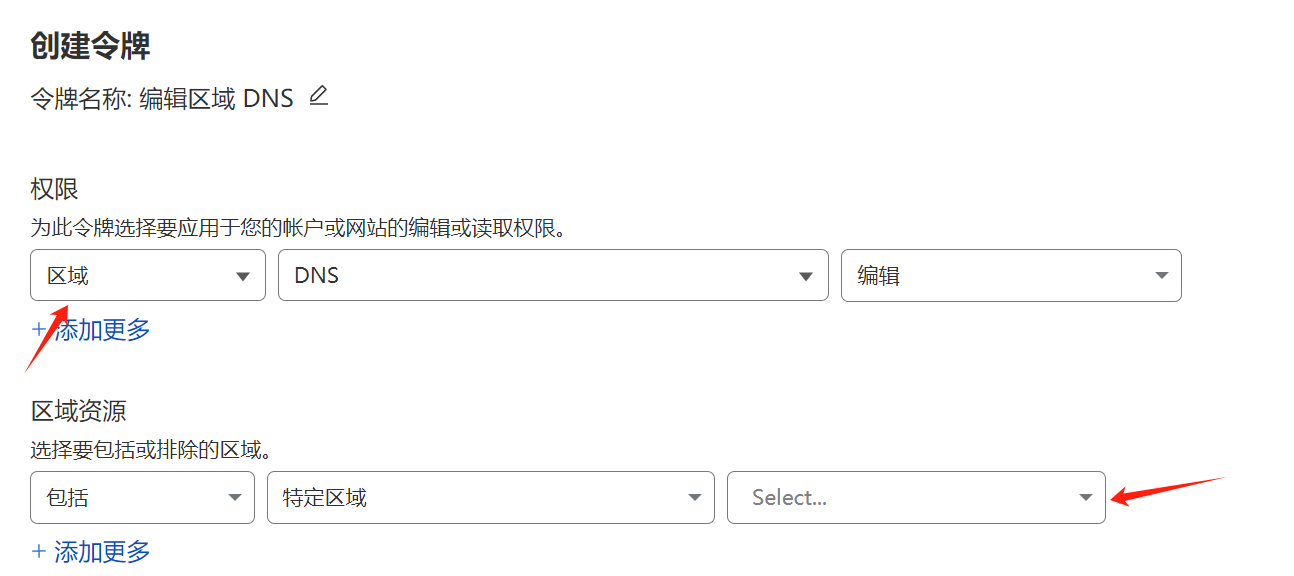 创建令牌
令牌名称: 编辑区域 DNS
权限
为此令牌选择要应用于您的帐户或网站的编辑或读取权限。
区域 DNS 编辑
+ 添加更多
区域资源
选择要包括或排除的区域。
包括 特定区域 Select...
+ 添加更多